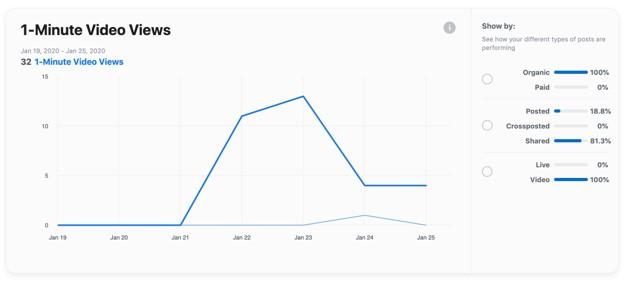 1-Minute Video Views
i
Jan 19, 2020 - Jan 25, 2020
32 1-Minute Video Views
15
10
5
0
Jan 19 Jan 20 Jan 21 Jan 22 Jan 23 Jan 24 Jan 25
Show by:
See how your different types of posts are
performing
Organic 100%
Paid 0%
Posted 18.8%
Crossposted 0%
Shared 81.3%
Live 0%
Video 100%